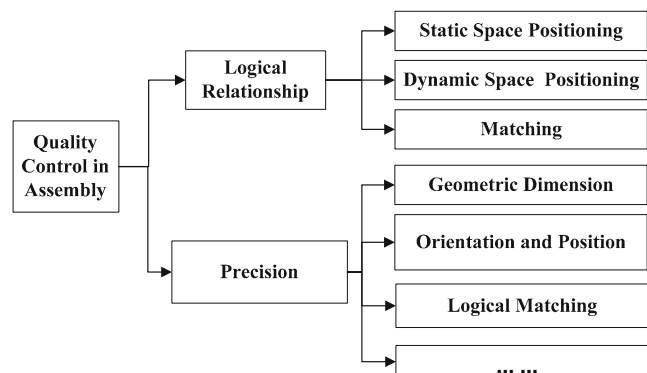 Quality
Control in
Assembly
Logical
Relationship
Static Space Positioning
Dynamic Space Positioning
Matching
Precision
Geometric Dimension
Orientation and Position
Logical Matching
... ...